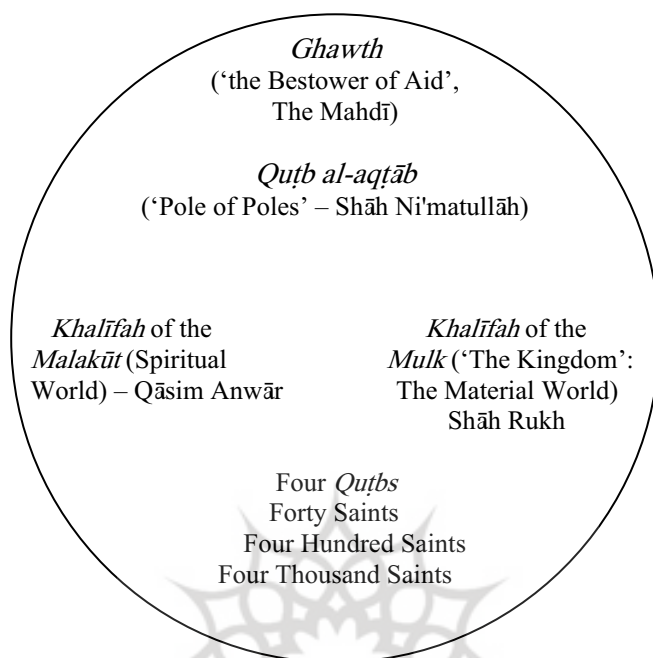 Ghawth
(‘the Bestower of Aid’,
The Mahdī)
Quṭb al-aqṭāb
(‘Pole of Poles’ – Shāh Ni'matullāh)
Khalīfah of the
Malakūt (Spiritual
World) – Qāsim Anwār
Khalīfah of the
Mulk (‘The Kingdom’:
The Material World)
Shāh Rukh
Four Quṭbs
Forty Saints
Four Hundred Saints
Four Thousand Saints